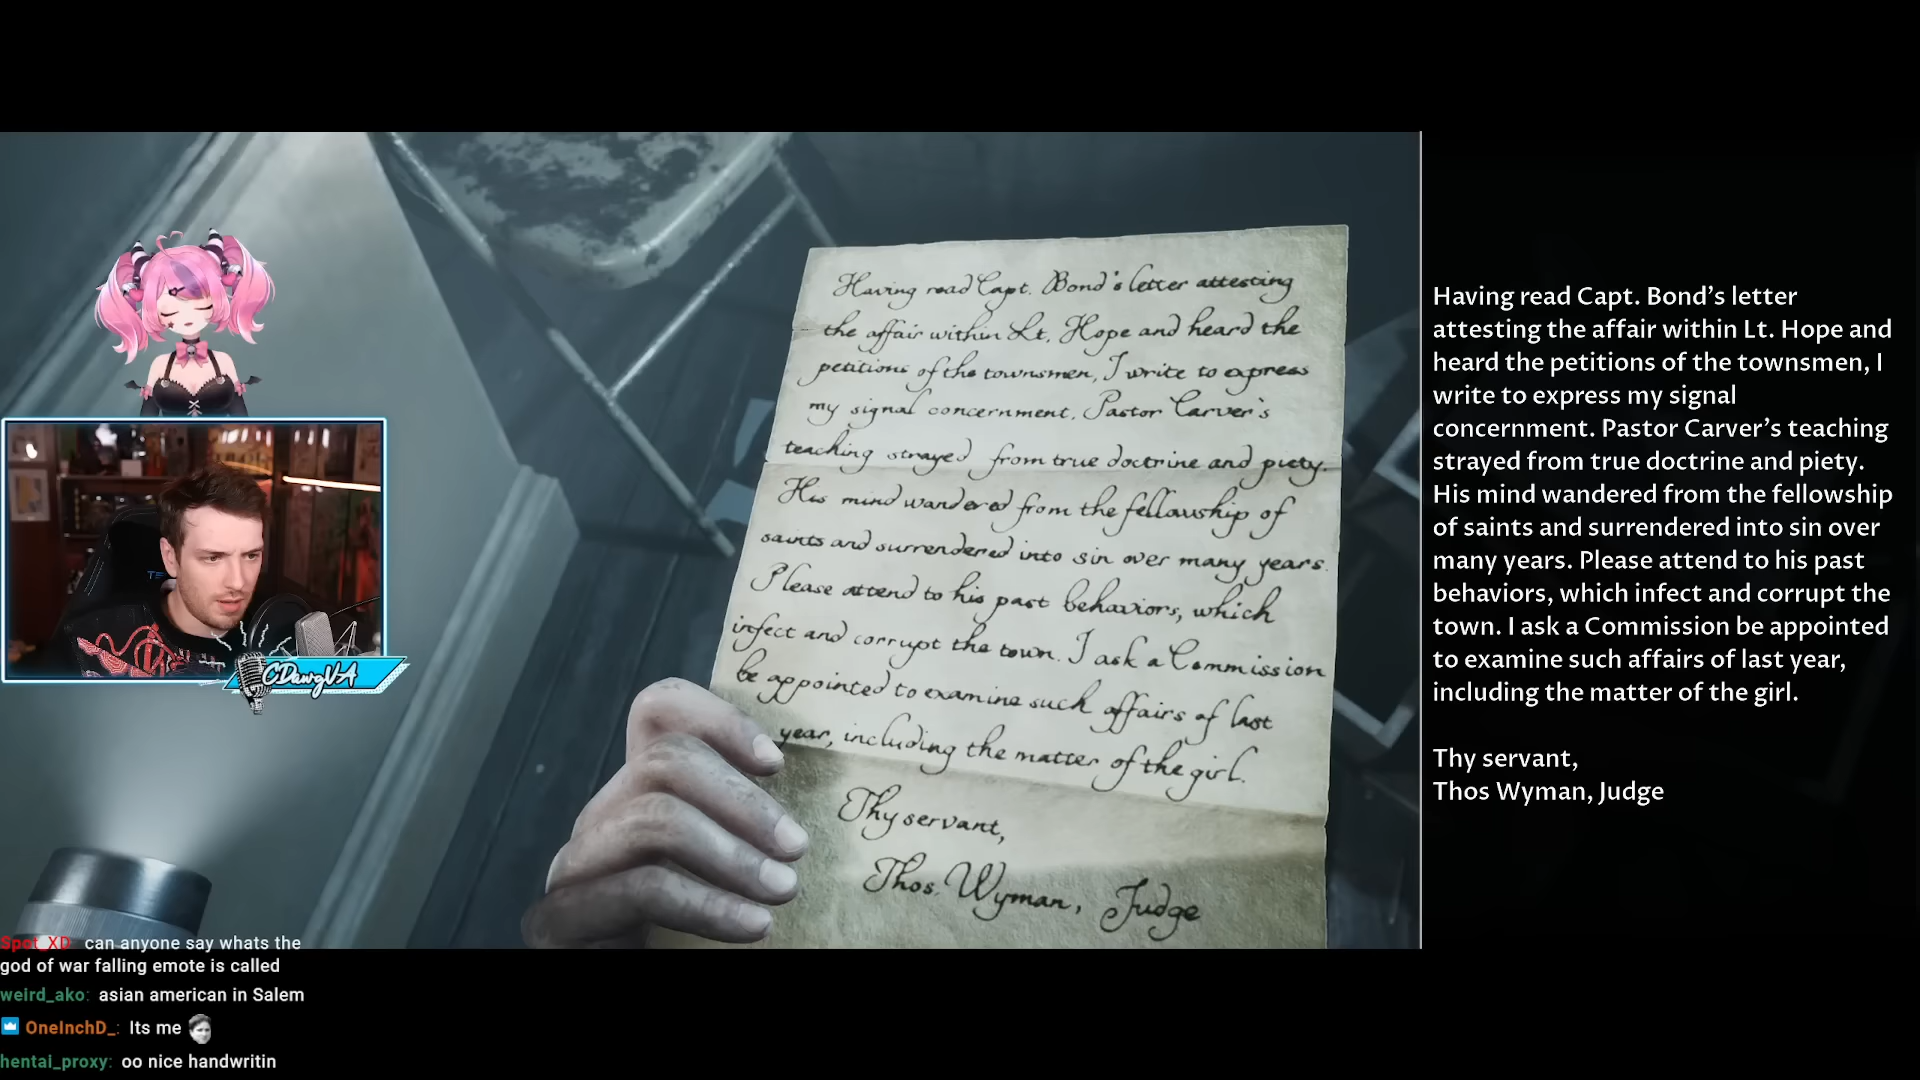 Having read Capt. Bond's letter attesting
the affair within Lt. Hope and heard the
petitions of the townsmen, I write to express
my signal concernment. Pastor Carver's
teaching strayed from true doctrine and piety.
His mind wandered from the fellowship of
saints and surrendered into sin over many years.
Please attend to his past behaviors, which
infect and corrupt the town. I ask a Commission
be appointed to examine such affairs of last
year, including the matter of the girl.
Thy servant,
Thos. Wyman, Judge
Having read Capt. Bond's letter
attesting the affair within Lt. Hope and
heard the petitions of the townsmen, I
write to express my signal
concernment. Pastor Carver's teaching
strayed from true doctrine and piety.
His mind wandered from the fellowship
of saints and surrendered into sin over
many years. Please attend to his past
behaviors, which infect and corrupt the
town. I ask a Commission be appointed
to examine such affairs of last year,
including the matter of the girl.
Thy servant,
Thos Wyman, Judge
CDawgVA
Spot_XD can anyone say whats the
god of war falling emote is called
weird_ako: asian american in Salem
OneInchD_: Its me
hentai_proxy: oo nice handwritin